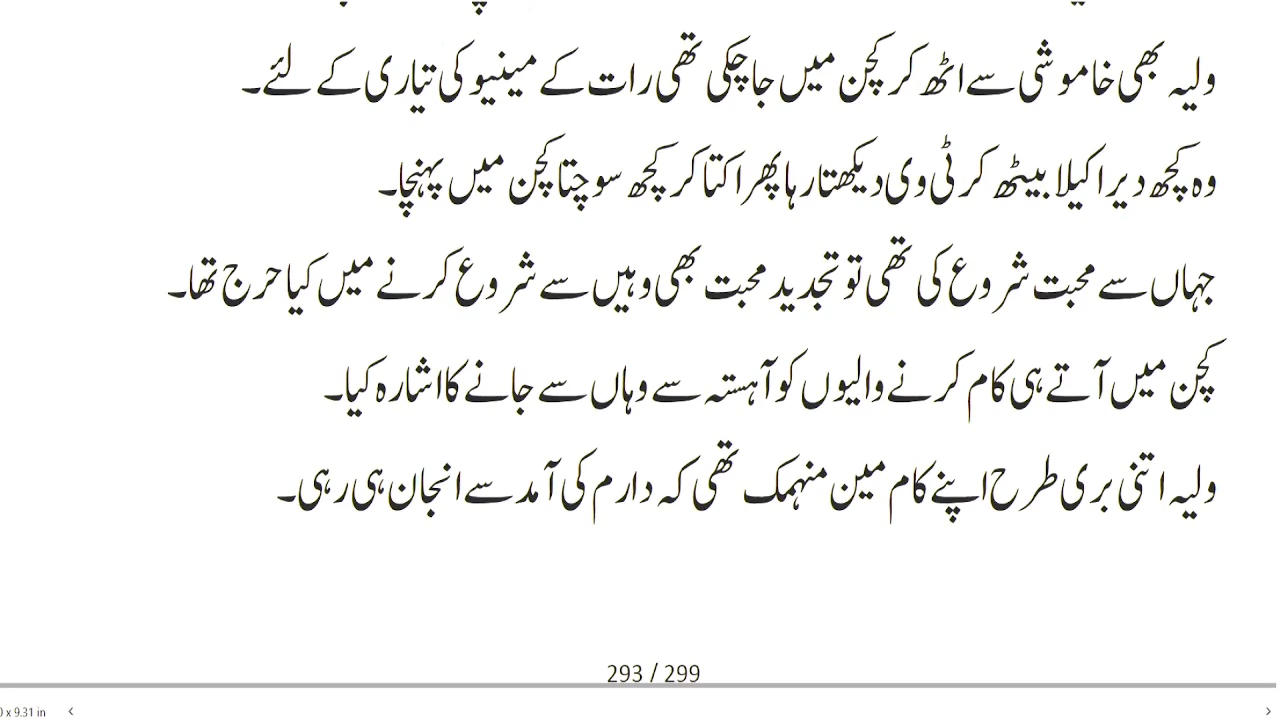 ولیہ بھی خاموشی سے اٹھ کر کچن میں جا چکی تھی رات کے مینیو کی تیاری کے لئے۔
وہ کچھ دیر اکیلا بیٹھ کر ٹی وی دیکھتا رہا پھر اکتا کر کچھ سوچتا کچن میں پہنچا۔
جہاں سے محبت شروع کی تھی تو تجدید محبت بھی وہیں سے شروع کرنے میں کیا حرج تھا۔
کچن میں آتے ہی کام کرنے والیوں کو آہستہ سے وہاں سے جانے کا اشارہ کیا۔
ولیہ اتنی بری طرح اپنے کام مین منہمک تھی کہ دارم کی آمد سے انجان ہی رہی۔
293 / 299
0 x 9.31 in